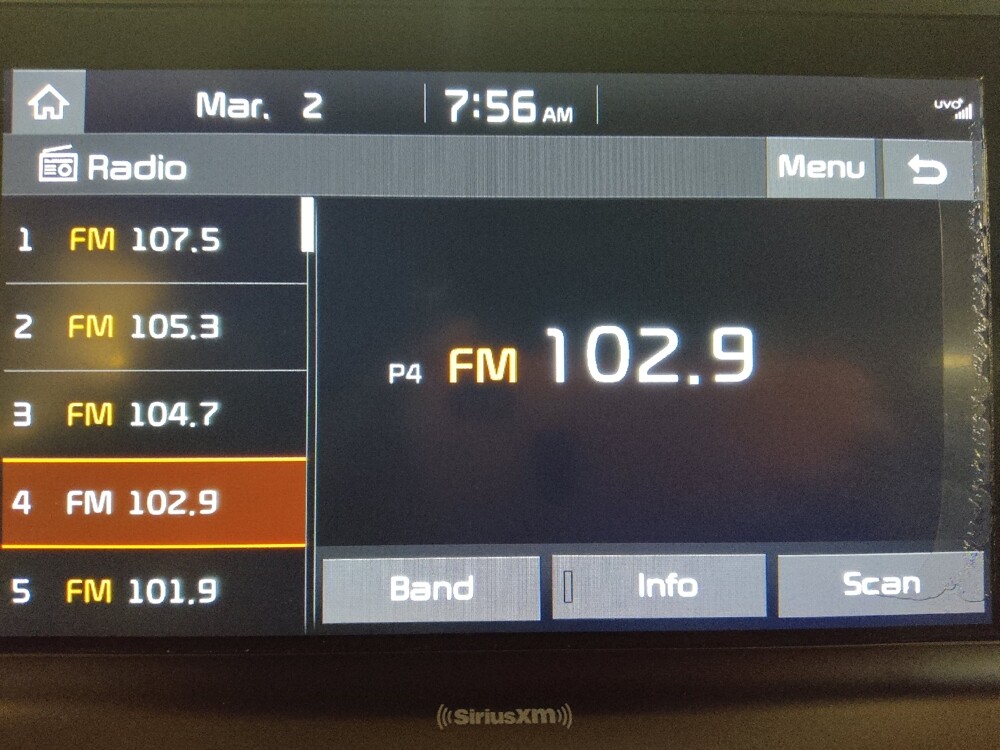 Mar. 2 7:56 AM uvo
Radio Menu
1 FM 107.5
2 FM 105.3
3 FM 104.7
4 FM 102.9
5 FM 101.9
P4 FM 102.9
Band Info Scan
SiriusXM